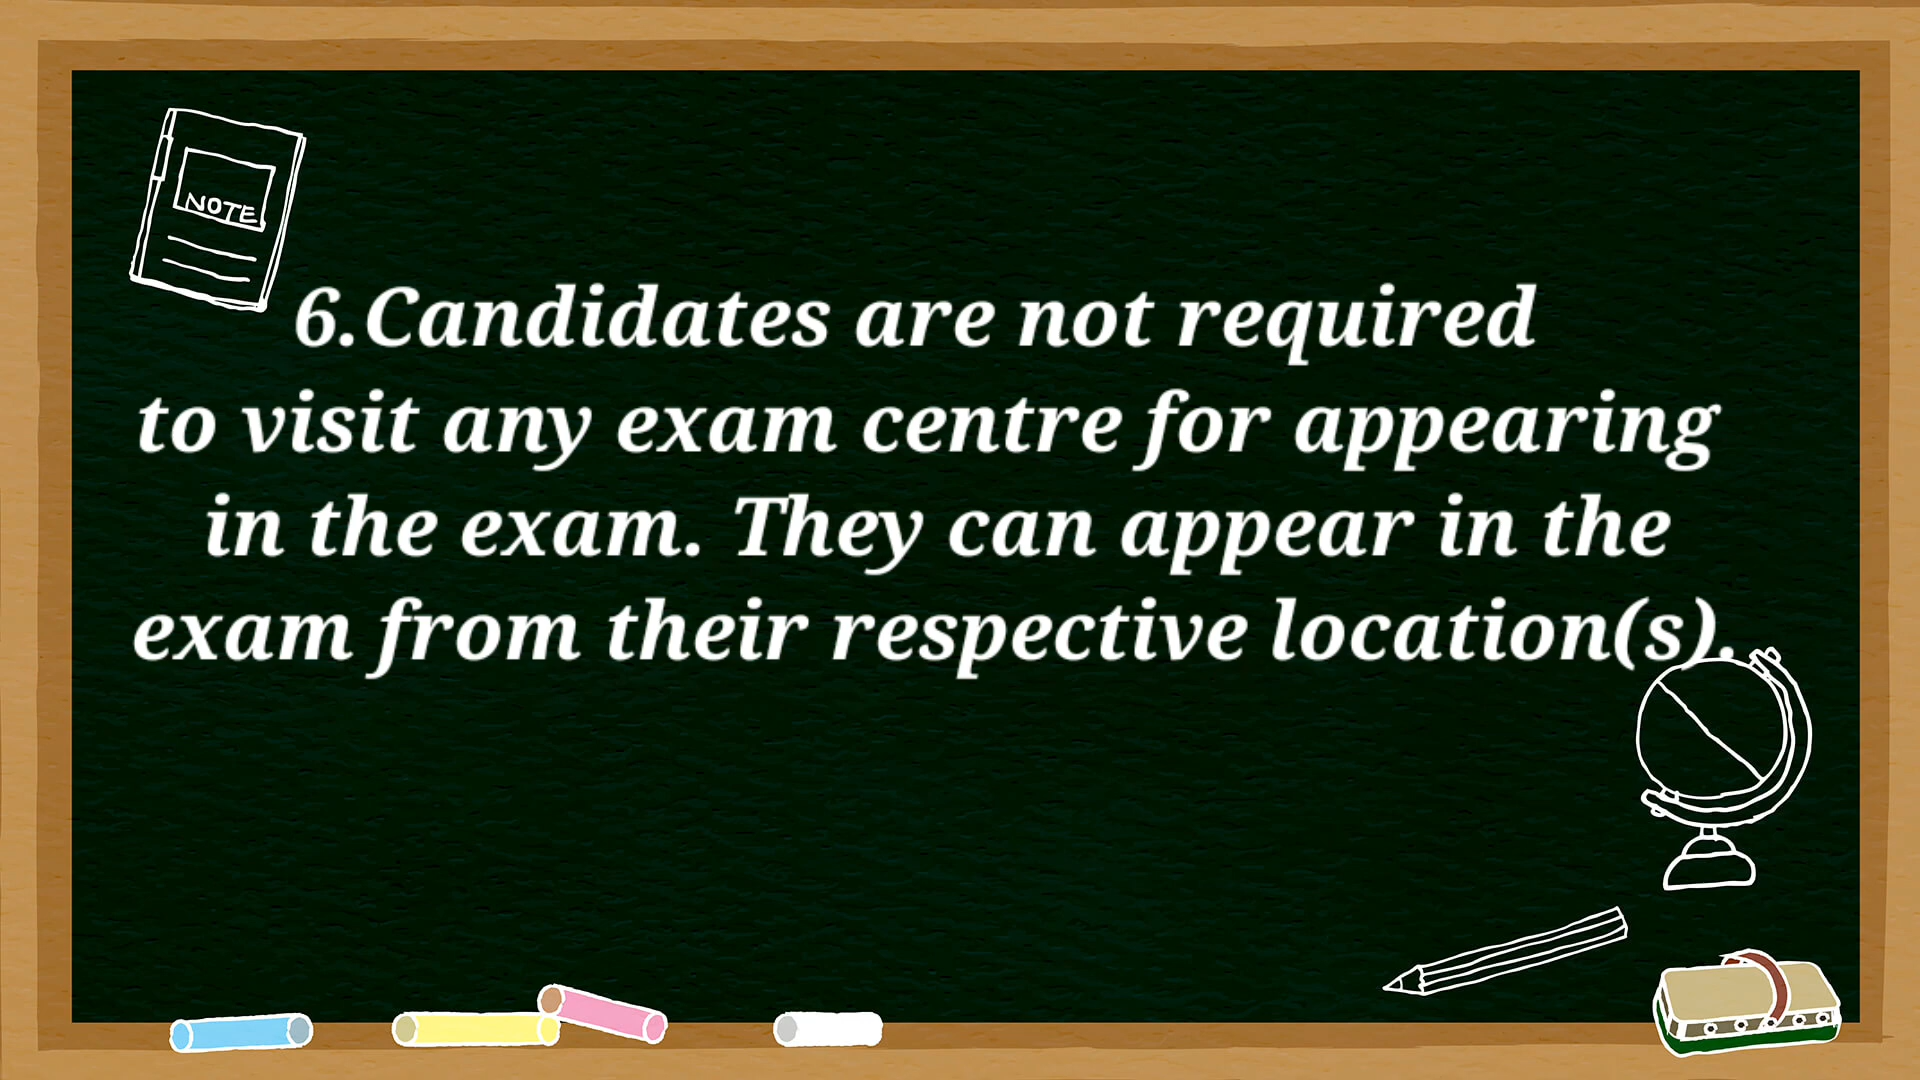 NOTE
6.Candidates are not required
to visit any exam centre for appearing
in the exam. They can appear in the
exam from their respective location(s).